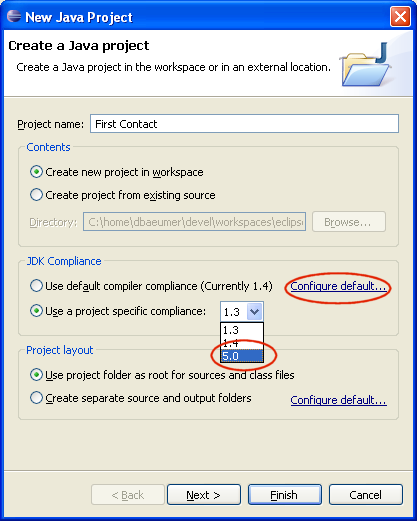 New Java Project
Create a Java project
Create a Java project in the workspace or in an external location.
Project name: First Contact
Contents
Create new project in workspace
Create project from existing source
Directory: C:\home\dbaeumer\devel\workspaces\eclips Browse...
JDK Compliance
Use default compiler compliance (Currently 1.4) Configure default...
Use a project specific compliance: 1.3
1.3
1.4
5.0
Project layout
Use project folder as root for sources and class files
Create separate source and output folders Configure default...
< Back Next > Finish Cancel